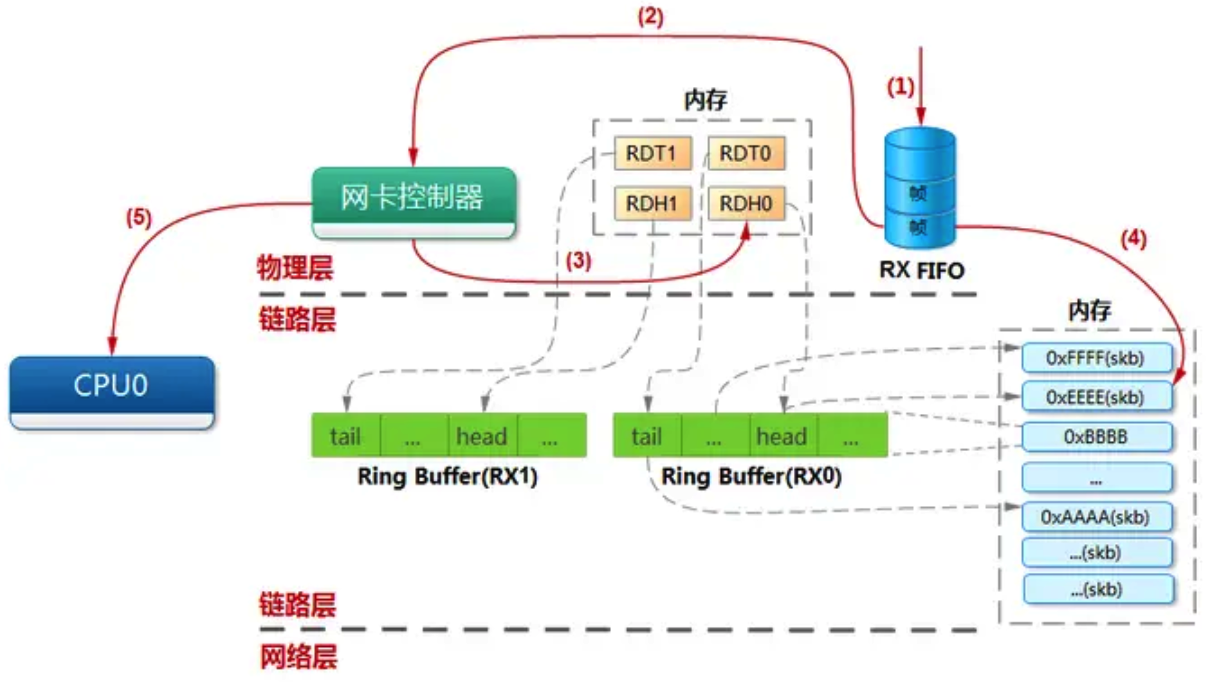 (2)
(1)
内存
RDT1
RDT0
RDH1
RDH0
帧
帧
RX FIFO
网卡控制器
(5)
(3)
(4)
物理层
链路层
内存
CPU0
0xFFFF(skb)
0xEEEE(skb)
0xBBBB
...
0xAAAA(skb)
...(skb)
...(skb)
tail ... head ...
Ring Buffer(RX1)
tail ... head ...
Ring Buffer(RX0)
链路层
网络层